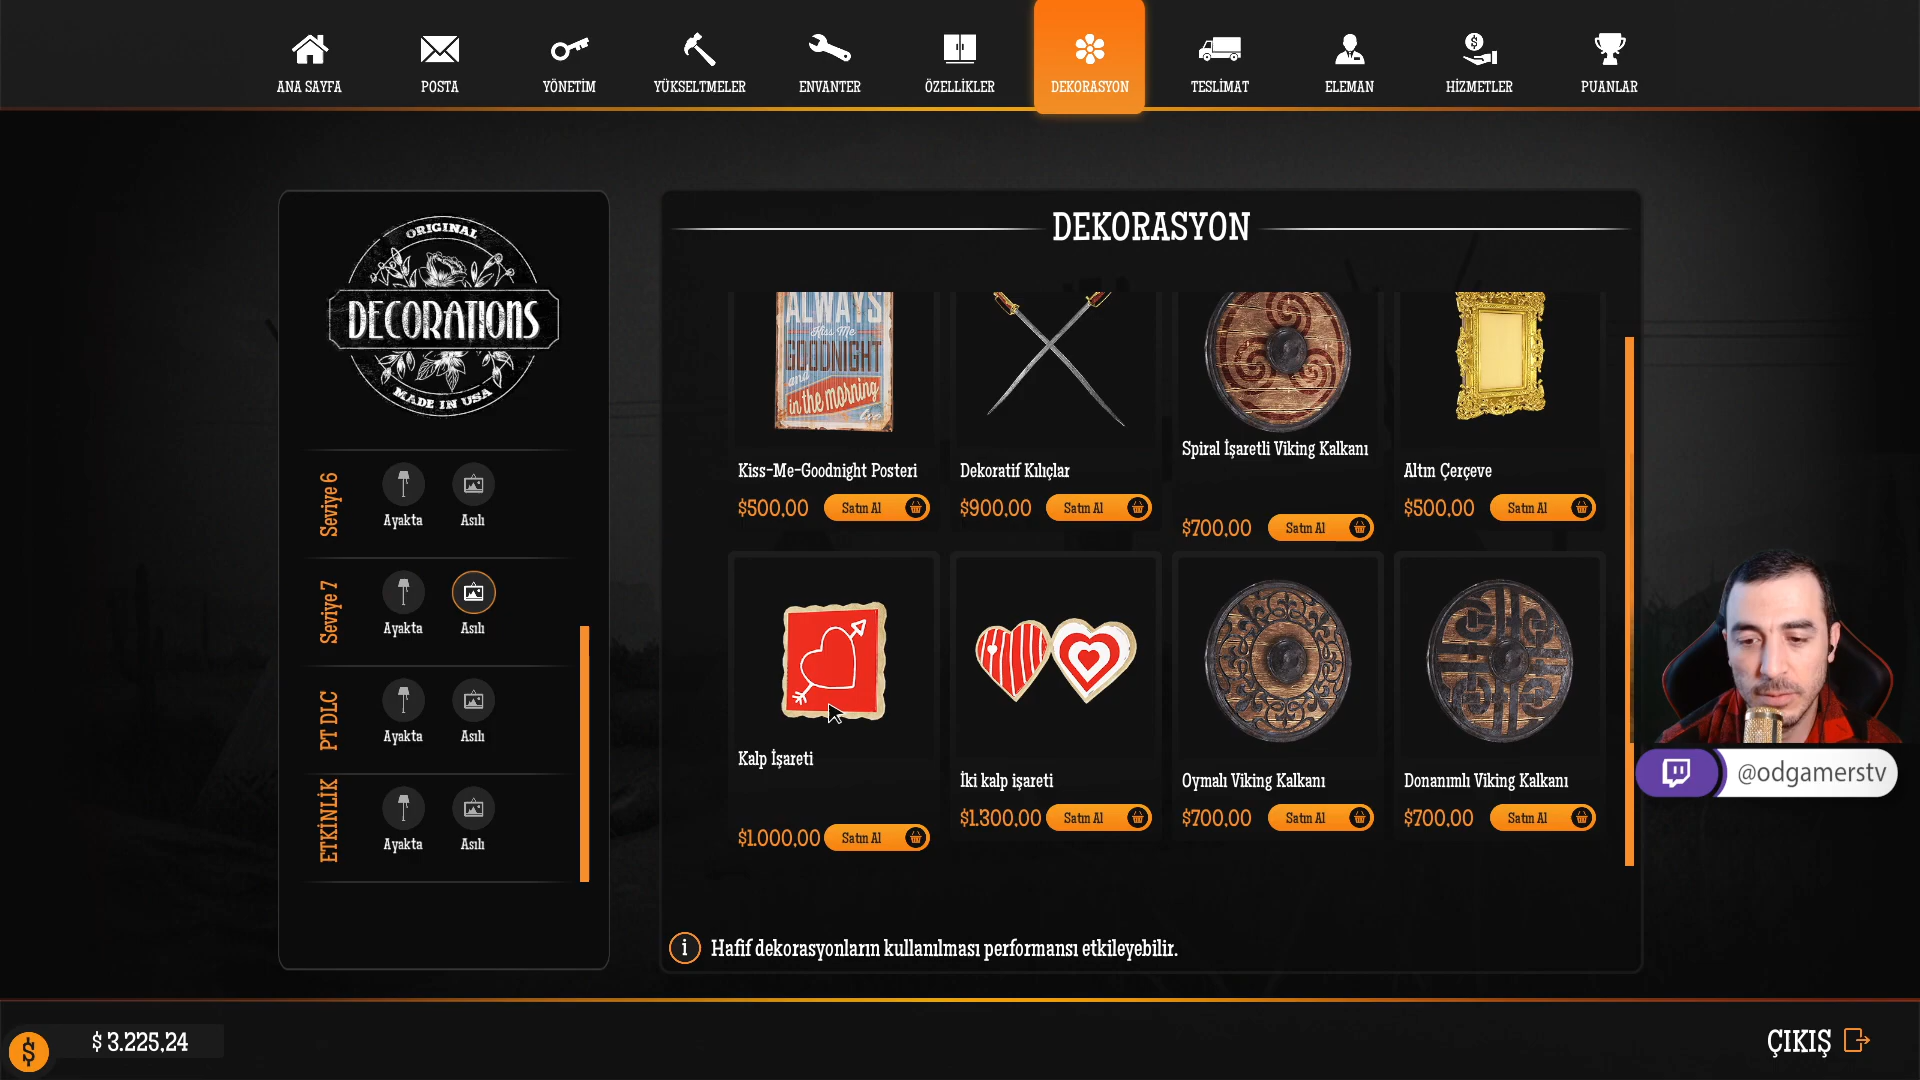 ANA SAYFA
POSTA
YÖNETİM
YÜKSELTMELER
ENVANTER
ÖZELLİKLER
DEKORASYON
TESLİMAT
ELEMAN
HİZMETLER
PUANLAR
ORIGINAL
DECORATIONS
MADE IN USA
Seviye 6
Ayakta
Asılı
Seviye 7
Ayakta
Asılı
PT DLC
Ayakta
Asılı
ETKİNLİK
Ayakta
Asılı
DEKORASYON
ALWAYS
Kiss Me
GOODNIGHT
and
in the morning
Kiss-Me-Goodnight Posteri
$500,00 Satın Al
Dekoratif Kılıçlar
$900,00 Satın Al
Spiral İşaretli Viking Kalkanı
$700,00 Satın Al
Altın Çerçeve
$500,00 Satın Al
Kalp İşareti
$1.000,00 Satın Al
İki kalp işareti
$1.300,00 Satın Al
Oymalı Viking Kalkanı
$700,00 Satın Al
Donanımlı Viking Kalkanı
$700,00 Satın Al
@odgamerstv
i Hafif dekorasyonların kullanılması performansı etkileyebilir.
$ $ 3.225,24
ÇIKIŞ